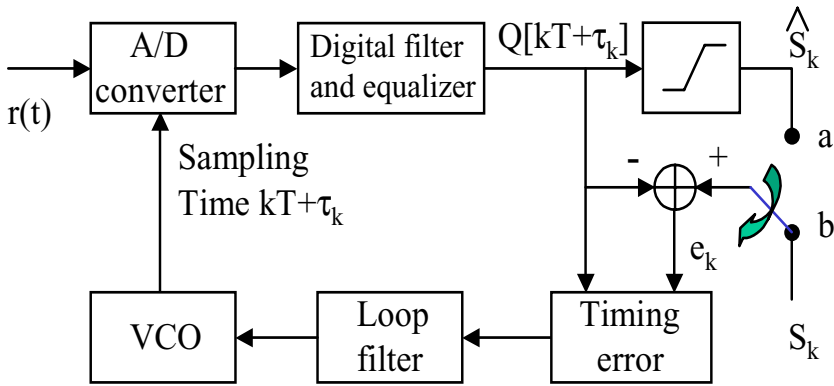 A/D
converter
Digital filter
and equalizer
Q[kT+τk]
Ŝk
r(t)
a
Sampling
Time kT+τk
-
+
b
ek
VCO
Loop
filter
Timing
error
Sk